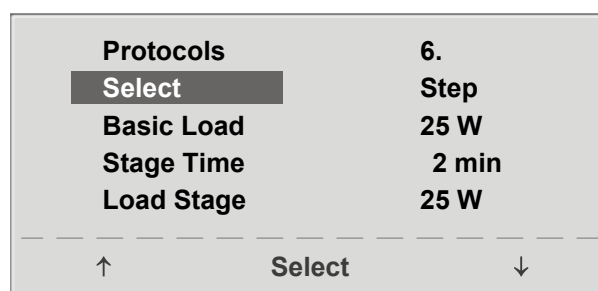 Protocols 6.
Select Step
Basic Load 25 W
Stage Time 2 min
Load Stage 25 W
↑ Select ↓